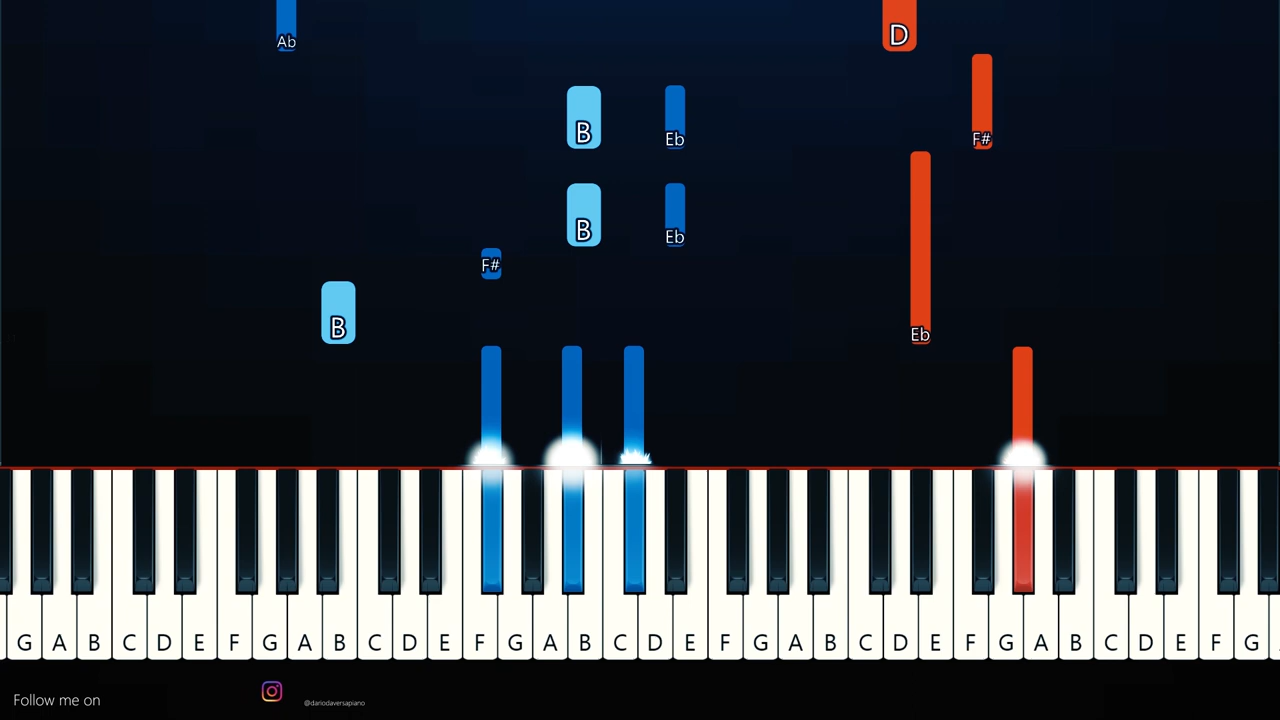 Ab D
F#
B Eb
B Eb
F#
B Eb
G A B C D E F G A B C D E F G A B C D E F G A B C D E F G A B C D E F G
Follow me on @dariodaversapiano